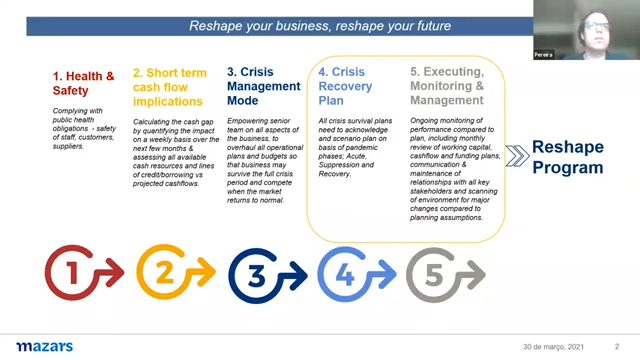 Reshape your business, reshape your future
Pereira
1. Health &
Safety
Complying with
public health
obligations - safety
of staff, customers,
suppliers.
2. Short term
cash flow
implications
Calculating the cash gap
by quantifying the impact
on a weekly basis over the
next few months &
assessing all available
cash resources and lines
of credit/borrowing vs
projected cashflows.
3. Crisis
Management
Mode
Empowering senior
team on all aspects of
the business, to
overhaul all operational
plans and budgets so
that business may
survive the full crisis
period and compete
when the market
returns to normal.
4. Crisis
Recovery
Plan
All crisis survival plans
need to acknowledge
and scenario plan on
basis of pandemic
phases; Acute,
Suppression and
Recovery.
5. Executing,
Monitoring &
Management
Ongoing monitoring of
performance compared to
plan, including monthly
review of working capital,
cashflow and funding plans,
communication &
maintenance of
relationships with all key
stakeholders and scanning
of environment for major
changes compared to
planning assumptions.
Reshape
Program
1
2
3
4
5
mazars
30 de março, 2021
2